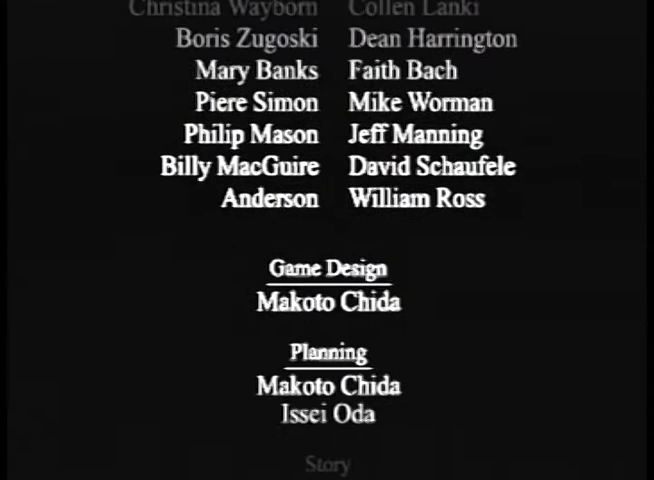 Christina Wayborn Collen Lanki
Boris Zugoski Dean Harrington
Mary Banks Faith Bach
Piere Simon Mike Worman
Philip Mason Jeff Manning
Billy MacGuire David Schaufele
Anderson William Ross
Game Design
Makoto Chida
Planning
Makoto Chida
Issei Oda
Story